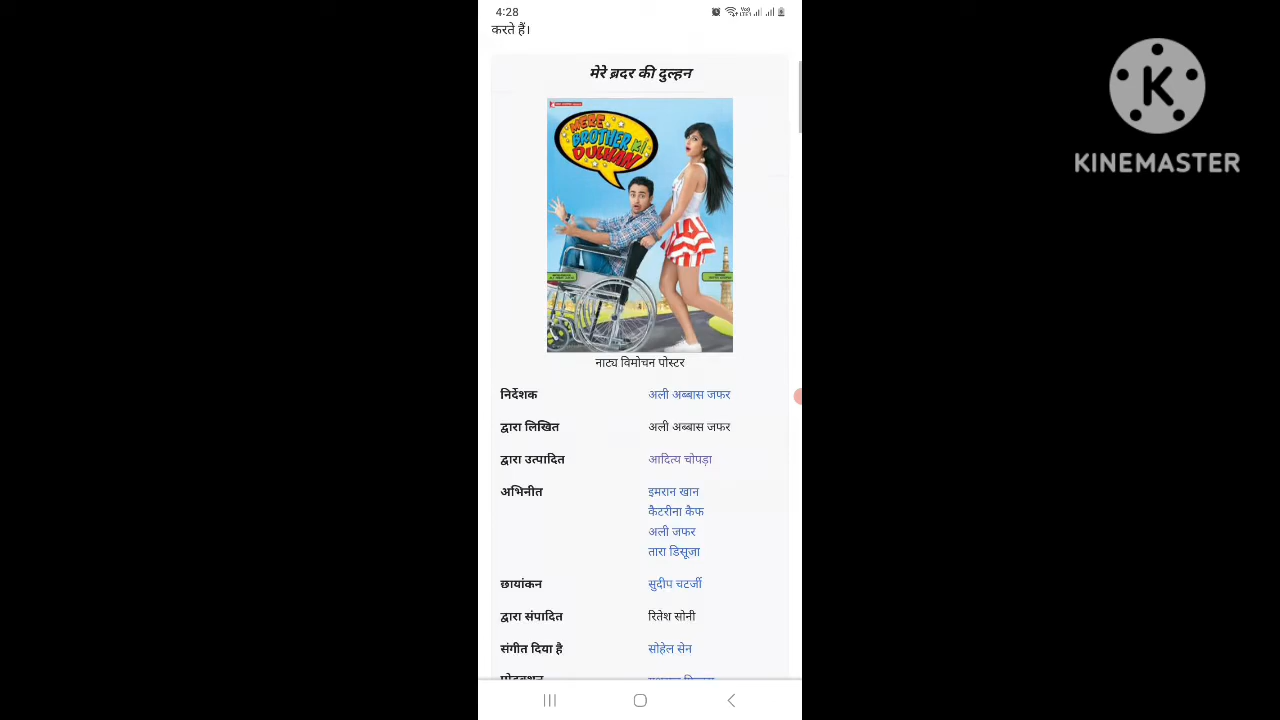 4:28
करते हैं।
मेरे ब्रदर की दुल्हन
MERE
BROTHER Ki
DULHAN
नाट्य विमोचन पोस्टर
निर्देशक अली अब्बास जफर
द्वारा लिखित अली अब्बास जफर
द्वारा उत्पादित आदित्य चोपड़ा
अभिनीत इमरान खान
कैटरीना कैफ
अली जफर
तारा डिसूजा
छायांकन सुदीप चटर्जी
द्वारा संपादित रितेश सोनी
संगीत दिया है सोहेल सेन
K
KINEMASTER